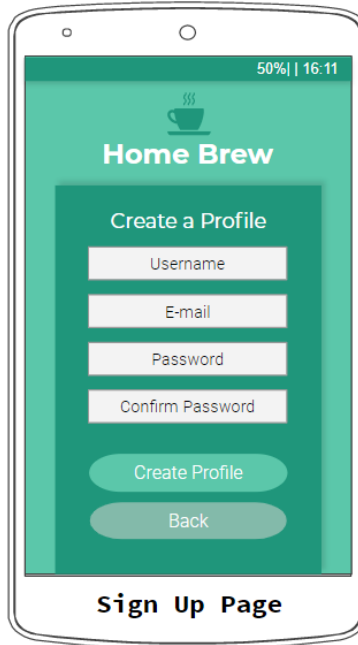 50%| | 16:11
Home Brew
Create a Profile
Username
E-mail
Password
Confirm Password
Create Profile
Back
Sign Up Page